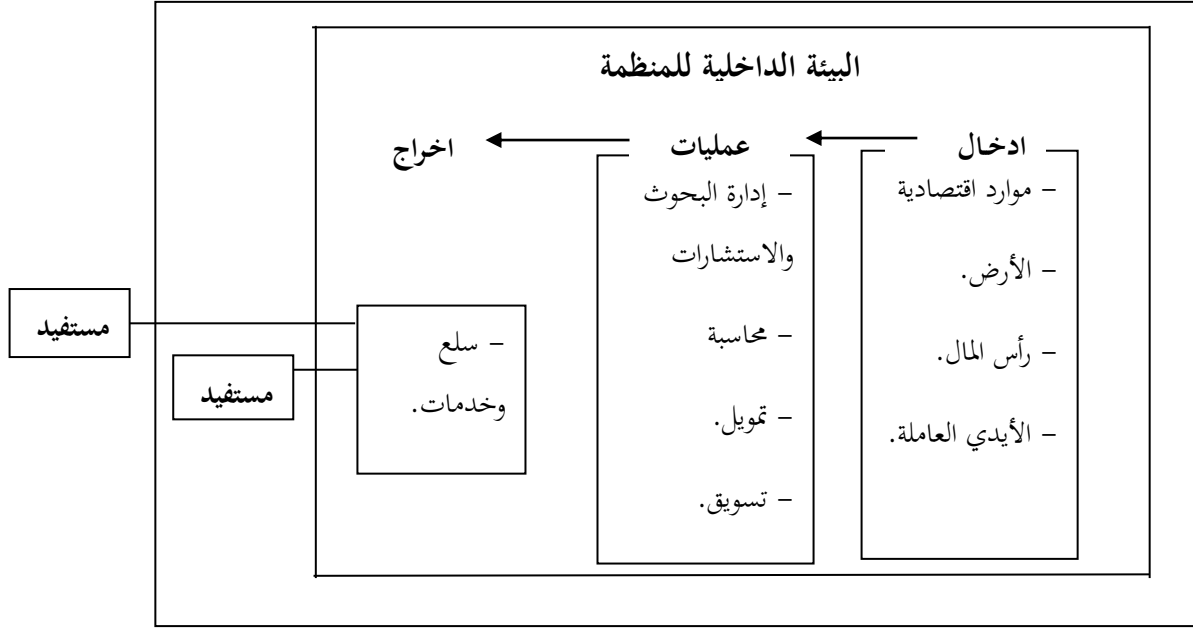 البيئة الداخلية للمنظمة
ادخال
– موارد اقتصادية
– الأرض.
– رأس المال.
– الأيدي العاملة.
عمليات
– إدارة البحوث
والاستشارات
– محاسبة
– تمويل.
– تسويق.
اخراج
– سلع
وخدمات.
مستفيد
مستفيد